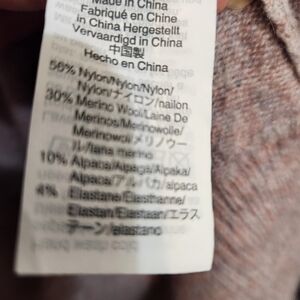 Made in China
Fabriqué en Chine
in China Hergestellt
Vervaardigd in China
中国製
Hecho en China
56% Nylon/Nylon/Nylon/
Nylon/ナイロン/nailon
30% Merino Wool/Laine De
Merinos/Merinowolle/
Merinowol/メリノウー
ル/lana merino
10% Alpaca/Alpaga/Alpaka/
Alpaca/アルパカ/alpaca
4% Elastane/Élasthanne/
Elastan/Elastaan/エラス
テーン/elastano